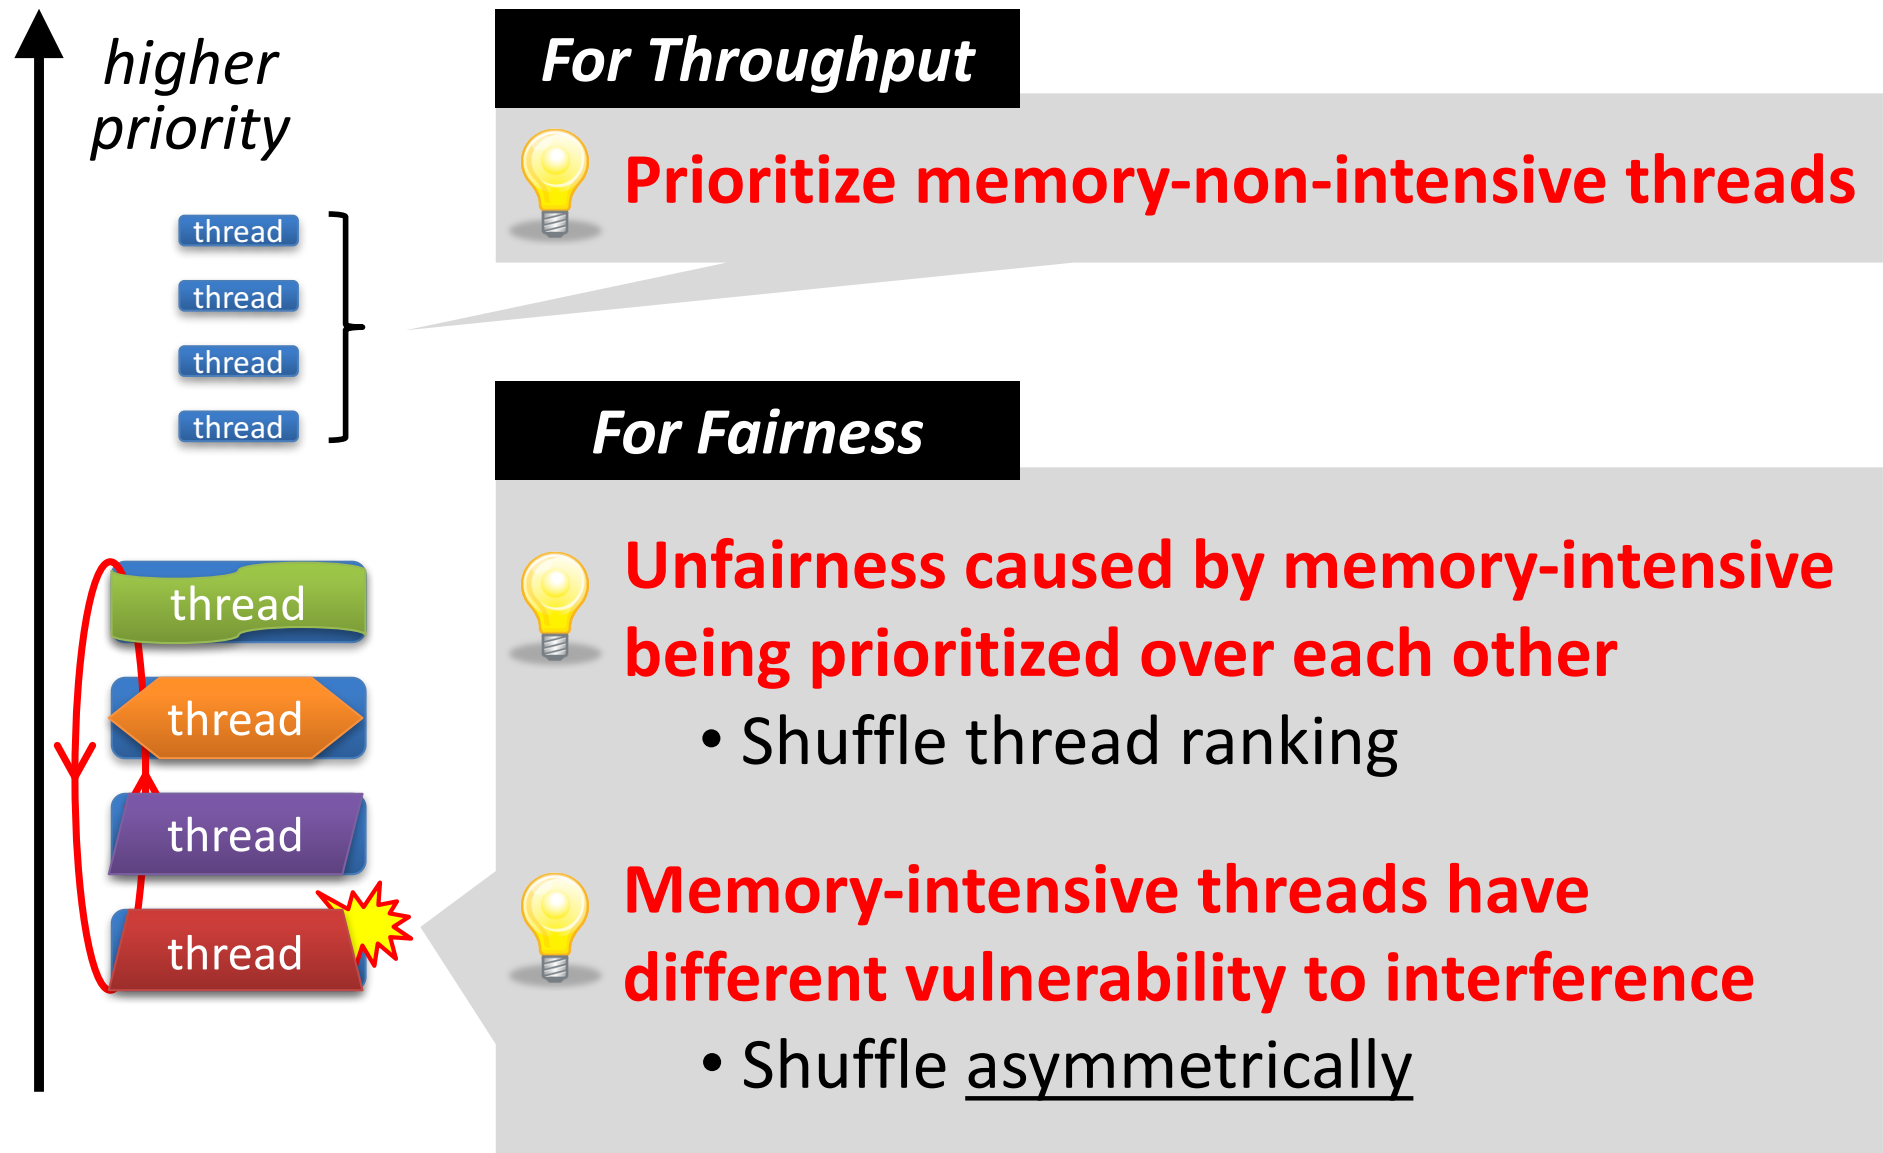 higher
priority
thread
thread
thread
thread
thread
thread
thread
thread
For Throughput
Prioritize memory-non-intensive threads
For Fairness
Unfairness caused by memory-intensive
being prioritized over each other
• Shuffle thread ranking
Memory-intensive threads have
different vulnerability to interference
• Shuffle asymmetrically